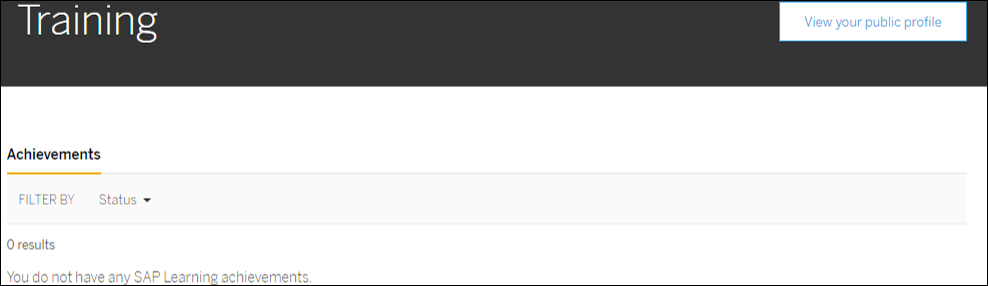 Training
View your public profile
Achievements
FILTER BY Status
0 results
You do not have any SAP Learning achievements.